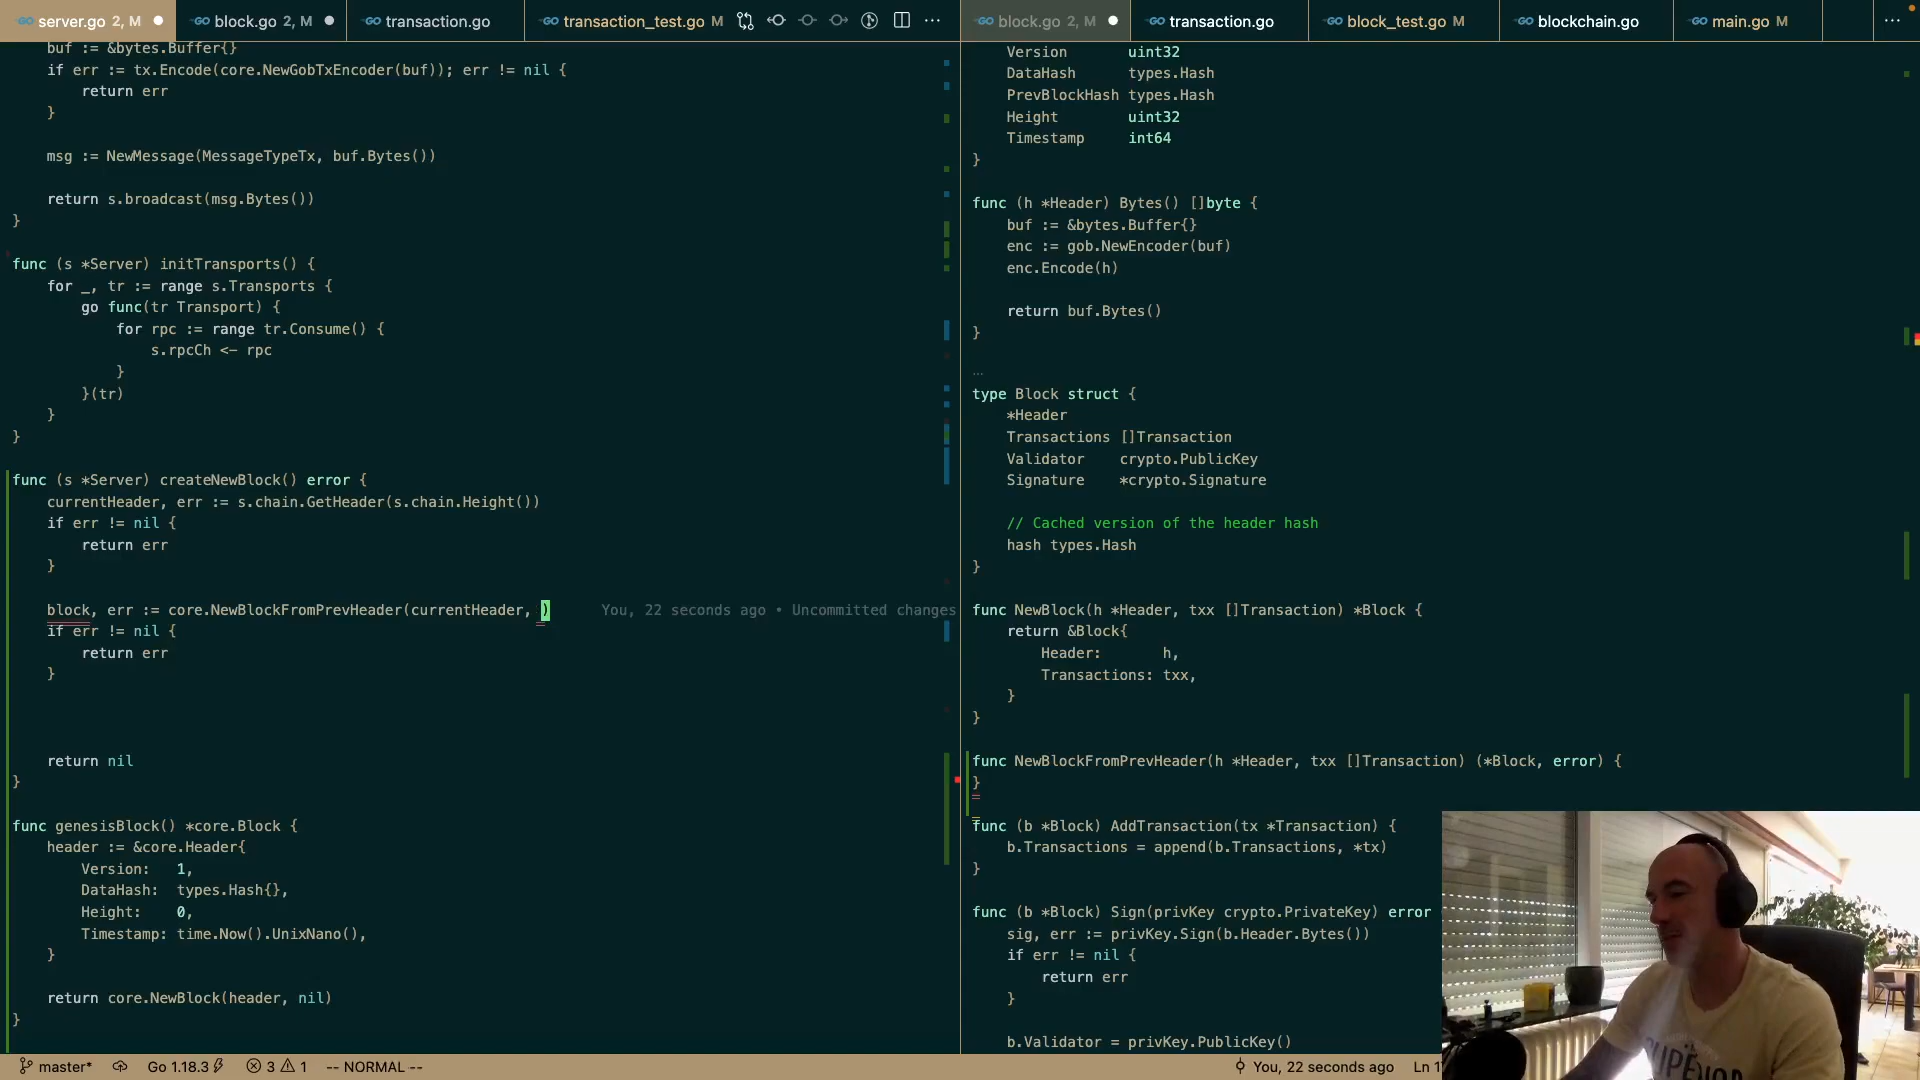 server.go 2, M
block.go 2, M
transaction.go
transaction_test.go M
block.go 2, M
transaction.go
block_test.go M
blockchain.go
main.go M
buf := &bytes.Buffer{}
if err := tx.Encode(core.NewGobTxEncoder(buf)); err != nil {
return err
}
msg := NewMessage(MessageTypeTx, buf.Bytes())
return s.broadcast(msg.Bytes())
}
func (s *Server) initTransports() {
for _, tr := range s.Transports {
go func(tr Transport) {
for rpc := range tr.Consume() {
s.rpcCh <- rpc
}
}(tr)
}
}
func (s *Server) createNewBlock() error {
currentHeader, err := s.chain.GetHeader(s.chain.Height())
if err != nil {
return err
}
block, err := core.NewBlockFromPrevHeader(currentHeader, )
You, 22 seconds ago • Uncommitted changes
if err != nil {
return err
}
return nil
}
func genesisBlock() *core.Block {
header := &core.Header{
Version: 1,
DataHash: types.Hash{},
Height: 0,
Timestamp: time.Now().UnixNano(),
}
return core.NewBlock(header, nil)
}
Version uint32
DataHash types.Hash
PrevBlockHash types.Hash
Height uint32
Timestamp int64
}
func (h *Header) Bytes() []byte {
buf := &bytes.Buffer{}
enc := gob.NewEncoder(buf)
enc.Encode(h)
return buf.Bytes()
}
...
type Block struct {
*Header
Transactions []Transaction
Validator crypto.PublicKey
Signature *crypto.Signature
// Cached version of the header hash
hash types.Hash
}
func NewBlock(h *Header, txx []Transaction) *Block {
return &Block{
Header: h,
Transactions: txx,
}
}
func NewBlockFromPrevHeader(h *Header, txx []Transaction) (*Block, error) {
}
func (b *Block) AddTransaction(tx *Transaction) {
b.Transactions = append(b.Transactions, *tx)
}
func (b *Block) Sign(privKey crypto.PrivateKey) error
sig, err := privKey.Sign(b.Header.Bytes())
if err != nil {
return err
}
b.Validator = privKey.PublicKey()
master*
Go 1.18.3
3
1
-- NORMAL --
You, 22 seconds ago
Ln 1